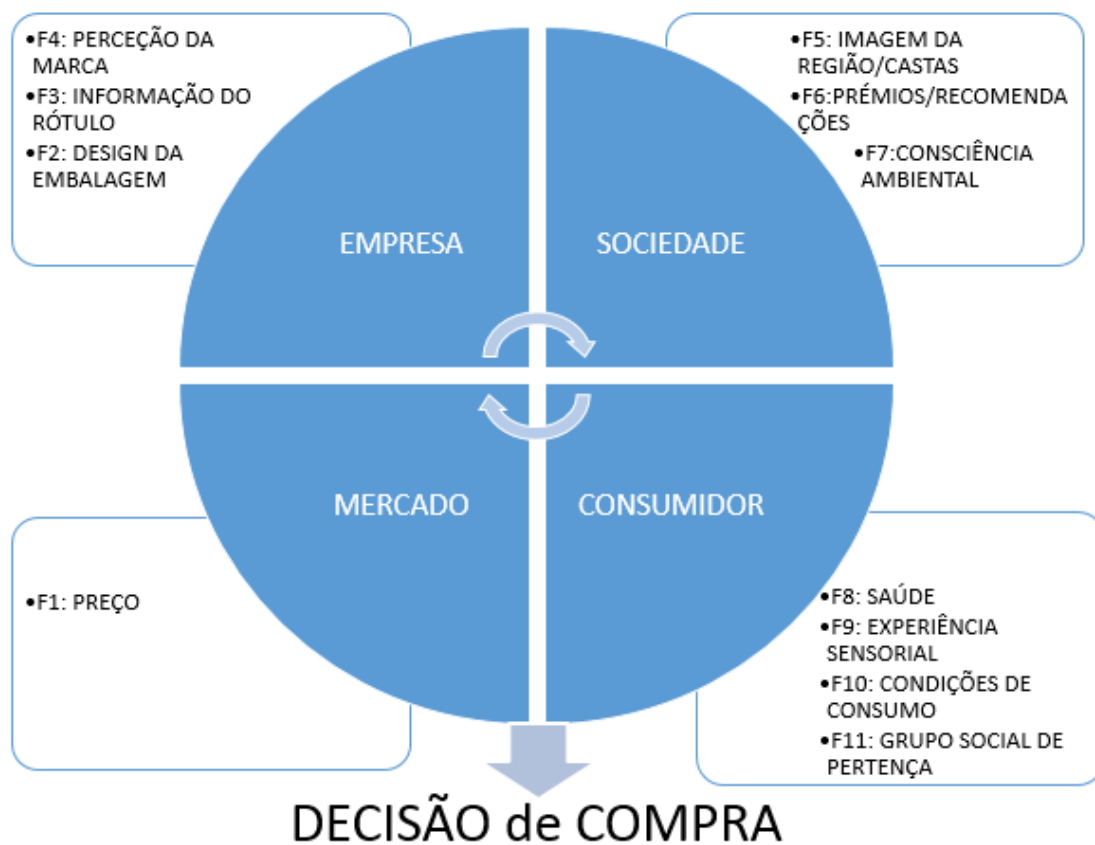 •F4: PERCEÇÃO DA
MARCA
•F3: INFORMAÇÃO DO
RÓTULO
•F2: DESIGN DA
EMBALAGEM
•F5: IMAGEM DA
REGIÃO/CASTAS
•F6:PRÉMIOS/RECOMENDA
ÇÕES
•F7:CONSCIÊNCIA
AMBIENTAL
EMPRESA
SOCIEDADE
MERCADO
CONSUMIDOR
•F1: PREÇO
•F8: SAÚDE
•F9: EXPERIÊNCIA
SENSORIAL
•F10: CONDIÇÕES DE
CONSUMO
•F11: GRUPO SOCIAL DE
PERTENÇA
DECISÃO de COMPRA